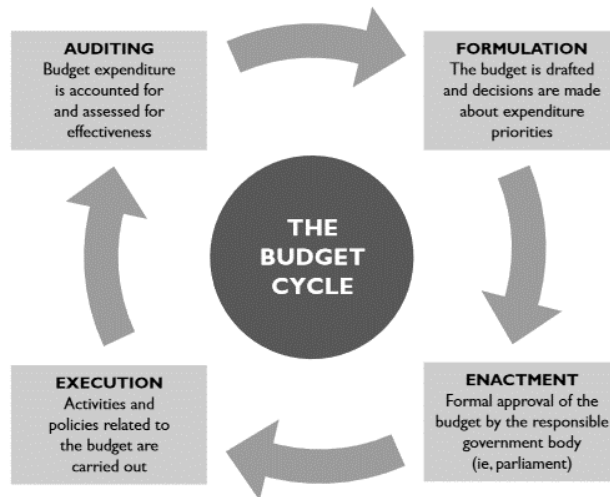 AUDITING
Budget expenditure
is accounted for
and assessed for
effectiveness
FORMULATION
The budget is drafted
and decisions are made
about expenditure
priorities
THE
BUDGET
CYCLE
EXECUTION
Activities and
policies related to
the budget are
carried out
ENACTMENT
Formal approval of the
budget by the responsible
government body
(ie, parliament)